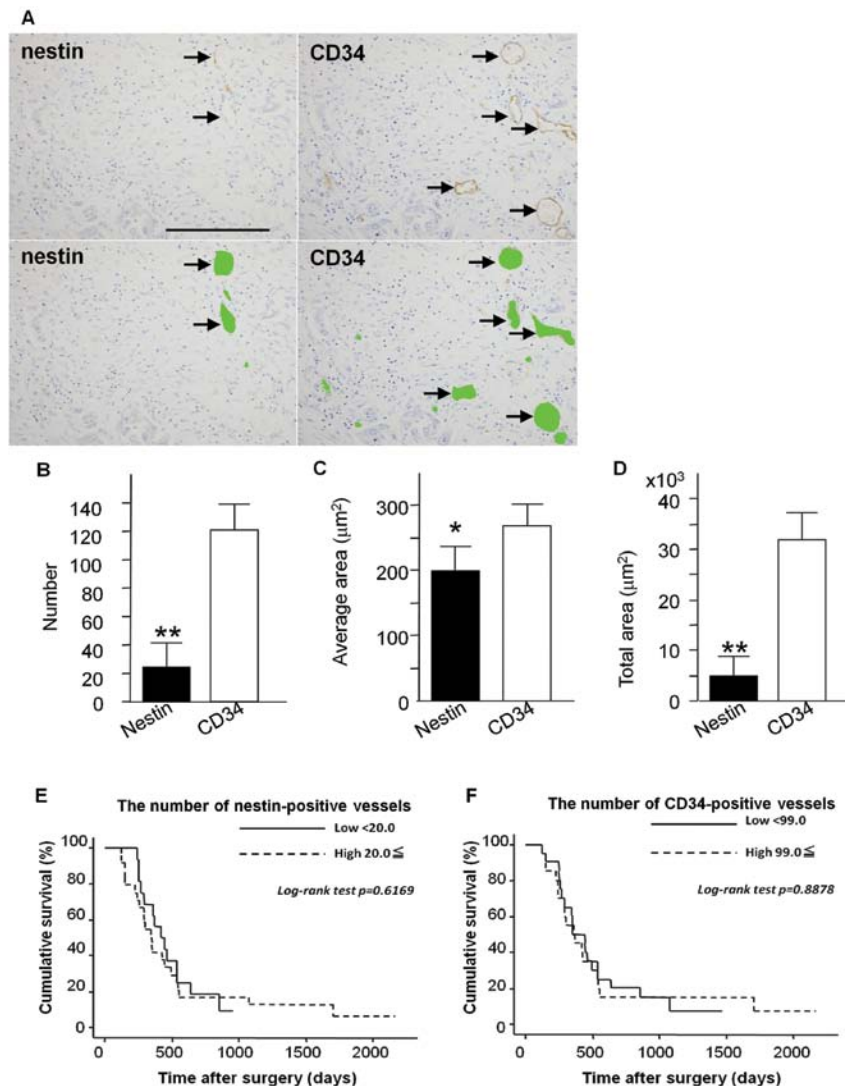 A
nestin
CD34
nestin
CD34
B
Number
140
120
100
80
60
40
20
0
**
Nestin
CD34
C
Average area (μm²)
300
200
100
0
*
Nestin
CD34
D
x10³
Total area (μm²)
40
30
20
10
0
**
Nestin
CD34
E
The number of nestin-positive vessels
Low <20.0
High 20.0≦
Log-rank test p=0.6169
Cumulative survival (%)
100
80
60
40
20
0
0
500
1000
1500
2000
Time after surgery (days)
F
The number of CD34-positive vessels
Low <99.0
High 99.0≦
Log-rank test p=0.8878
Cumulative survival (%)
100
80
60
40
20
0
0
500
1000
1500
2000
Time after surgery (days)